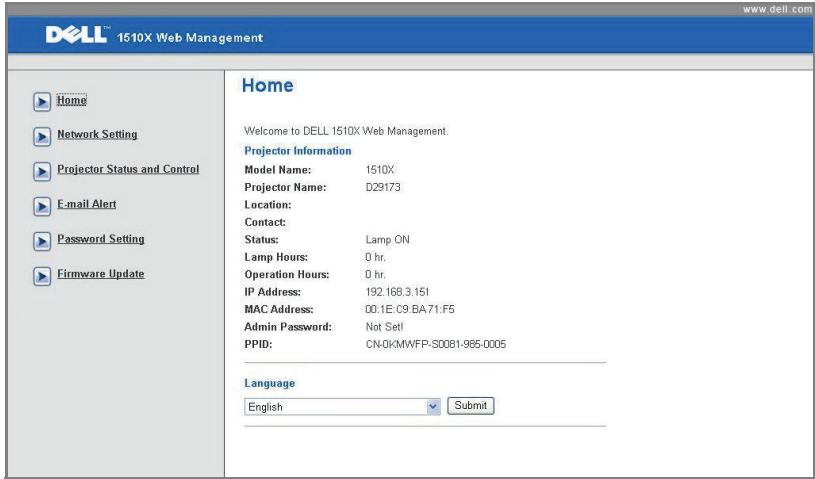 www.dell.com
DELL™ 1510X Web Management
Home
Network Setting
Projector Status and Control
E-mail Alert
Password Setting
Firmware Update
Home
Welcome to DELL 1510X Web Management.
Projector Information
Model Name: 1510X
Projector Name: D29173
Location:
Contact:
Status: Lamp ON
Lamp Hours: 0 hr.
Operation Hours: 0 hr.
IP Address: 192.168.3.151
MAC Address: 00:1E:C9:BA:71:F5
Admin Password: Not Set!
PPID: CN-0KMWFP-S0081-985-0005
Language
English Submit